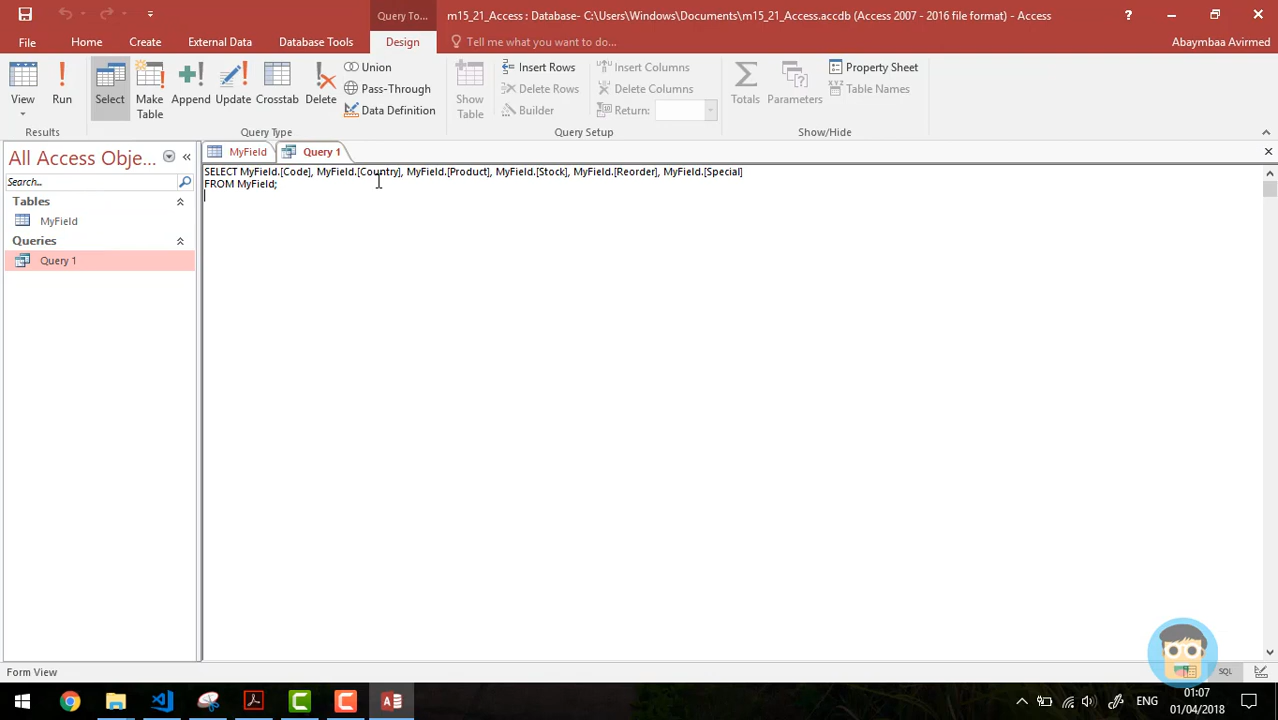 Query To... m15_21_Access : Database- C:\Users\Windows\Documents\m15_21_Access.accdb (Access 2007 - 2016 file format) - Access ?
File Home Create External Data Database Tools Design Tell me what you want to do... Abaymbaa Avirmed
View Run Select Make Table Append Update Crosstab Delete
Union
Pass-Through
Data Definition
Show Table
Insert Rows
Delete Rows
Builder
Insert Columns
Delete Columns
Return:
Totals Parameters
Property Sheet
Table Names
Results Query Type Query Setup Show/Hide
All Access Obje...
Search...
Tables
MyField
Queries
Query 1
MyField Query 1
SELECT MyField.[Code], MyField.[Country], MyField.[Product], MyField.[Stock], MyField.[Reorder], MyField.[Special]
FROM MyField;
Form View SQL
ENG
01:07
01/04/2018